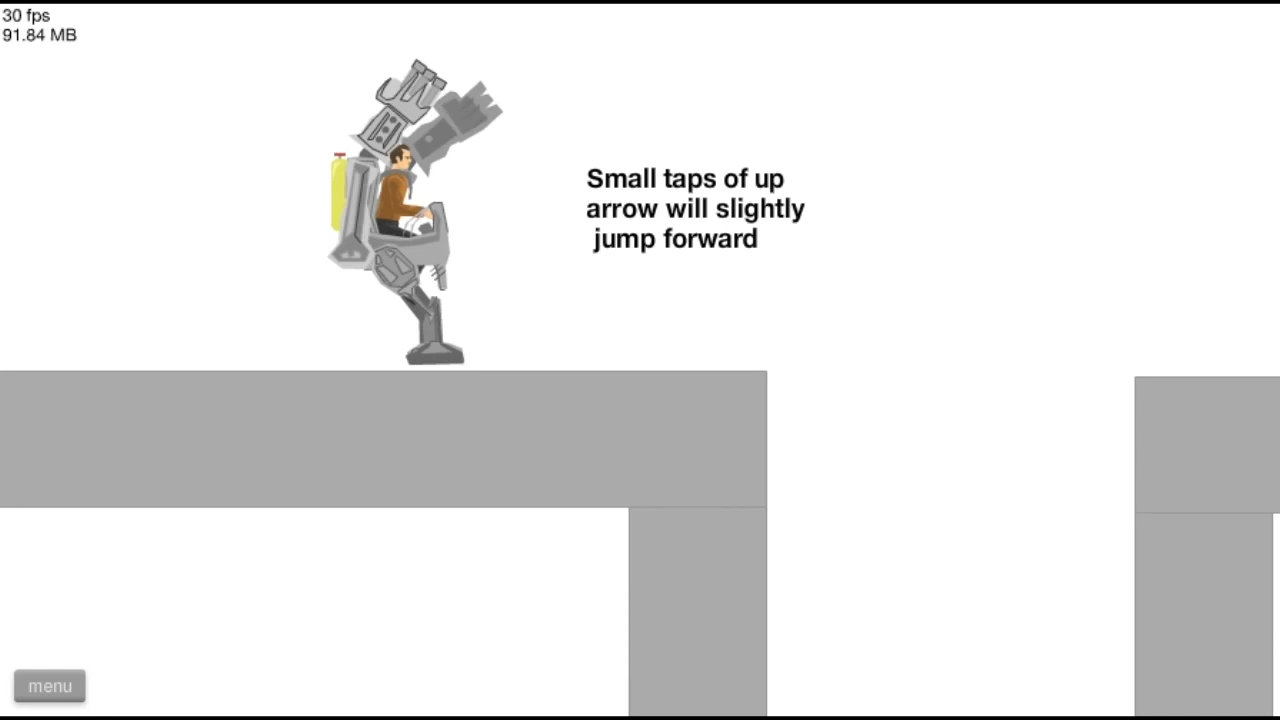 30 fps
91.84 MB
Small taps of up
arrow will slightly
jump forward
menu